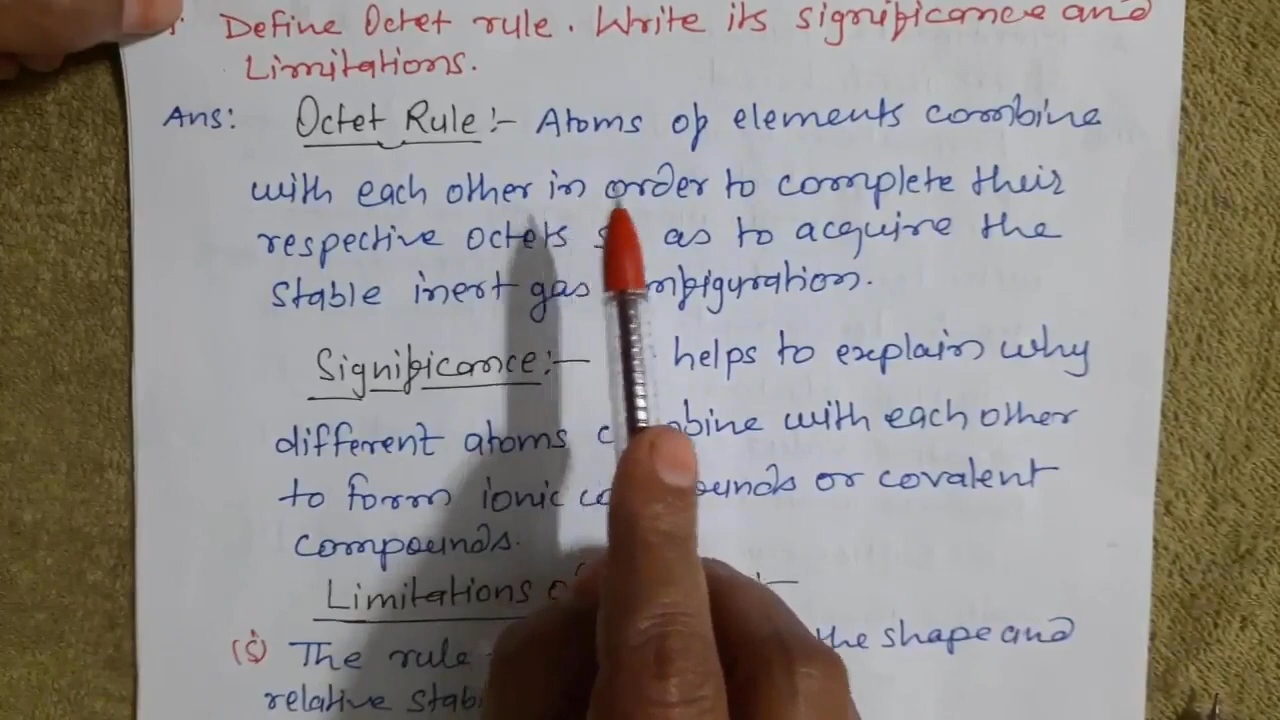 Define Octet rule. Write its significance and
Limitations.
Ans: Octet Rule:- Atoms of elements combine
with each other in order to complete their
respective octets as to acquire the
stable inert gas
Significance:- helps to explain why
different atoms with each other
to form ionic or covalent
compounds.
Limitations
(i) The rule the shape and
relative